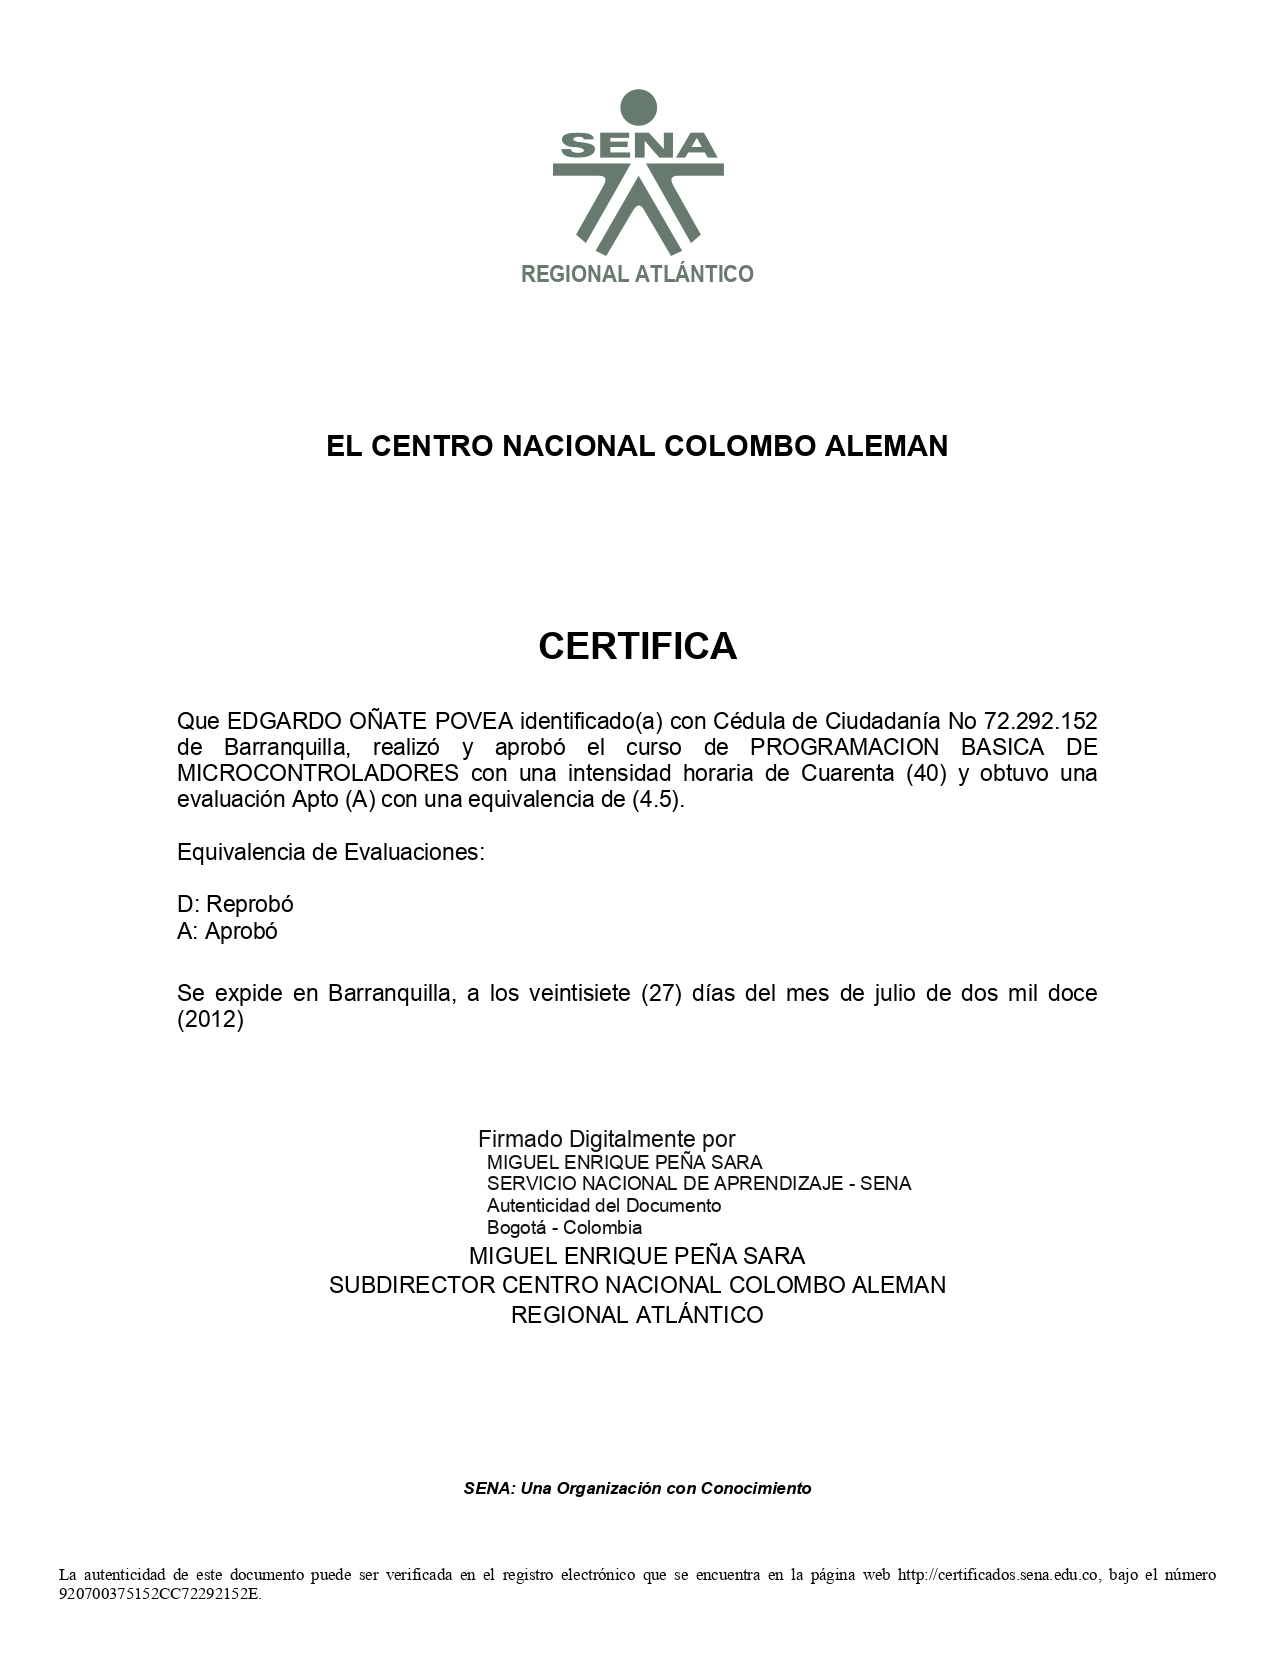 SENA
REGIONAL ATLÁNTICO
EL CENTRO NACIONAL COLOMBO ALEMAN
CERTIFICA
Que EDGARDO OÑATE POVEA identificado(a) con Cédula de Ciudadanía No 72.292.152
de Barranquilla, realizó y aprobó el curso de PROGRAMACION BASICA DE
MICROCONTROLADORES con una intensidad horaria de Cuarenta (40) y obtuvo una
evaluación Apto (A) con una equivalencia de (4.5).
Equivalencia de Evaluaciones:
D: Reprobó
A: Aprobó
Se expide en Barranquilla, a los veintisiete (27) días del mes de julio de dos mil doce
(2012)
Firmado Digitalmente por
MIGUEL ENRIQUE PEÑA SARA
SERVICIO NACIONAL DE APRENDIZAJE - SENA
Autenticidad del Documento
Bogotá - Colombia
MIGUEL ENRIQUE PEÑA SARA
SUBDIRECTOR CENTRO NACIONAL COLOMBO ALEMAN
REGIONAL ATLÁNTICO
SENA: Una Organización con Conocimiento
La autenticidad de este documento puede ser verificada en el registro electrónico que se encuentra en la página web http://certificados.sena.edu.co, bajo el número
920700375152CC72292152E.